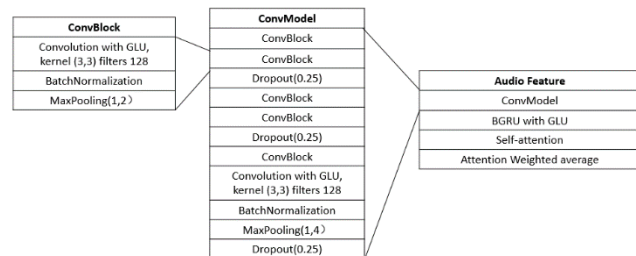 ConvBlock
Convolution with GLU,
kernel (3,3) filters 128
BatchNormalization
MaxPooling(1,2）
ConvModel
ConvBlock
ConvBlock
Dropout(0.25)
ConvBlock
ConvBlock
Dropout(0.25)
ConvBlock
Convolution with GLU,
kernel (3,3) filters 128
BatchNormalization
MaxPooling(1,4）
Dropout(0.25)
Audio Feature
ConvModel
BGRU with GLU
Self-attention
Attention Weighted average